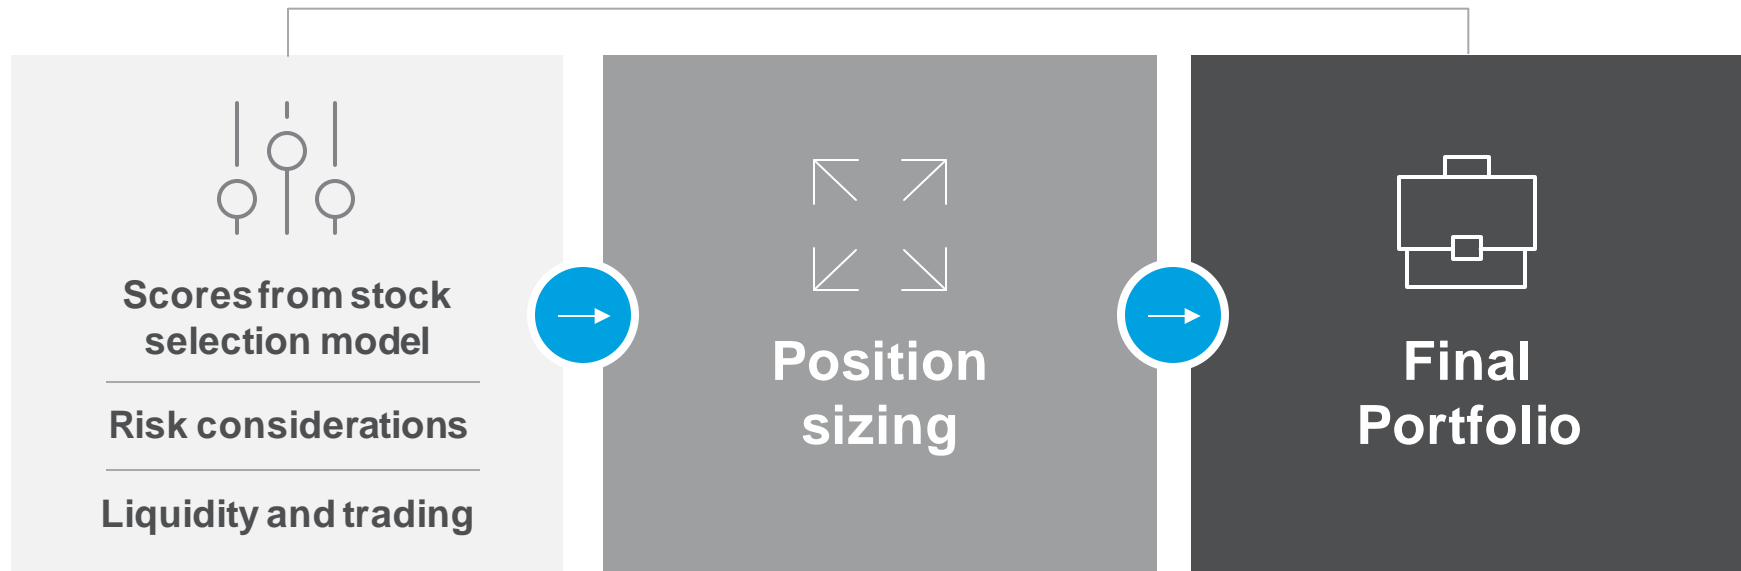 Scores from stock
selection model
Risk considerations
Liquidity and trading
Position
sizing
Final
Portfolio